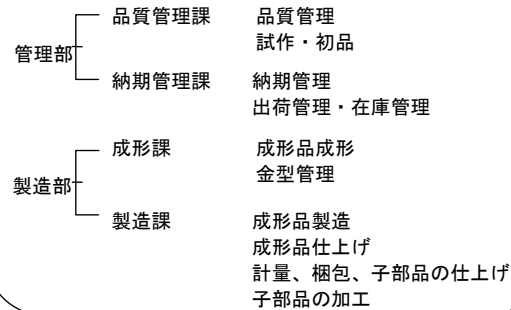 品質管理課 品質管理
試作・初品
管理部
納期管理課 納期管理
出荷管理・在庫管理
成形課 成形品成形
金型管理
製造部
製造課 成形品製造
成形品仕上げ
計量、梱包、子部品の仕上げ
子部品の加工